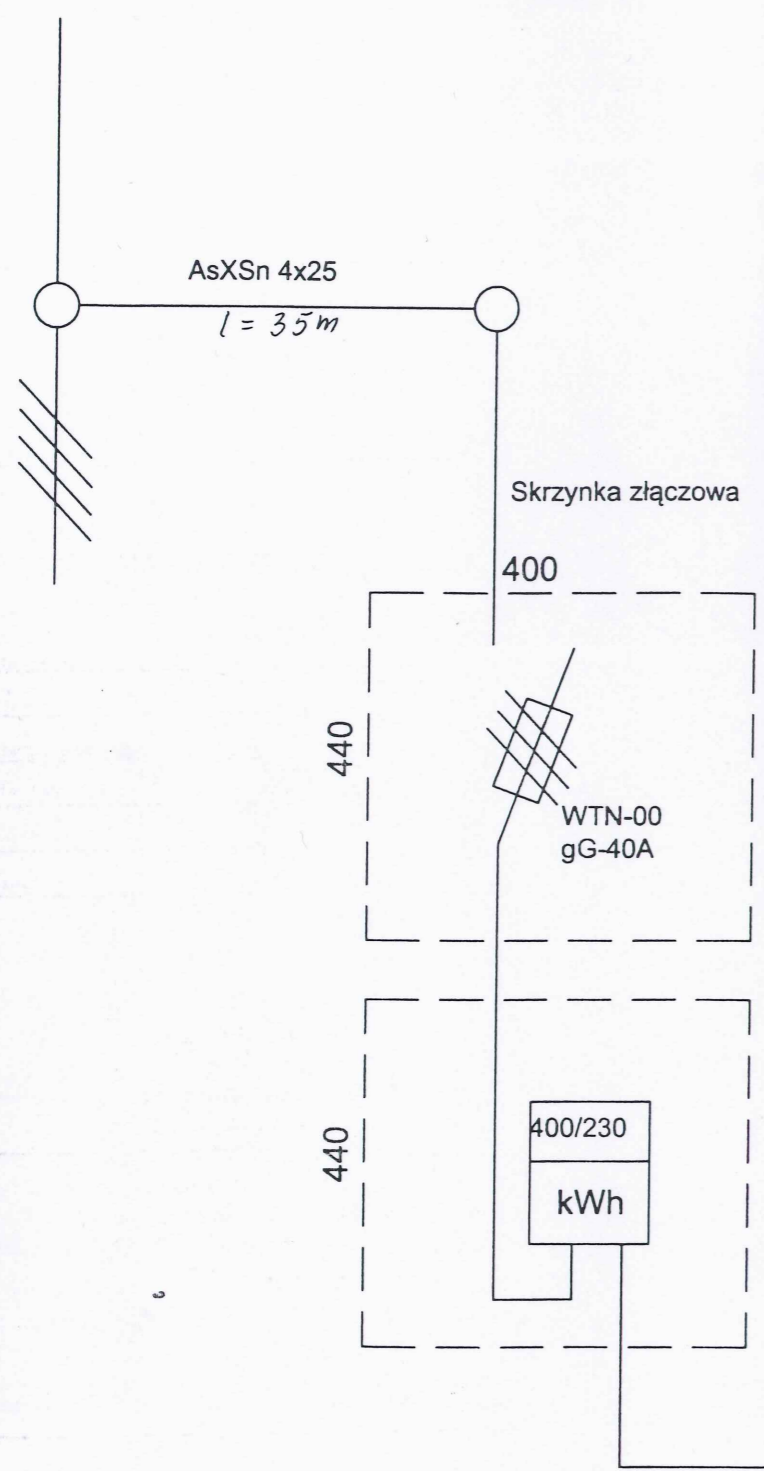 AsXSn 4x25
l = 35m
Skrzynka złączowa
400
440
WTN-00
gG-40A
440
400/230
kWh